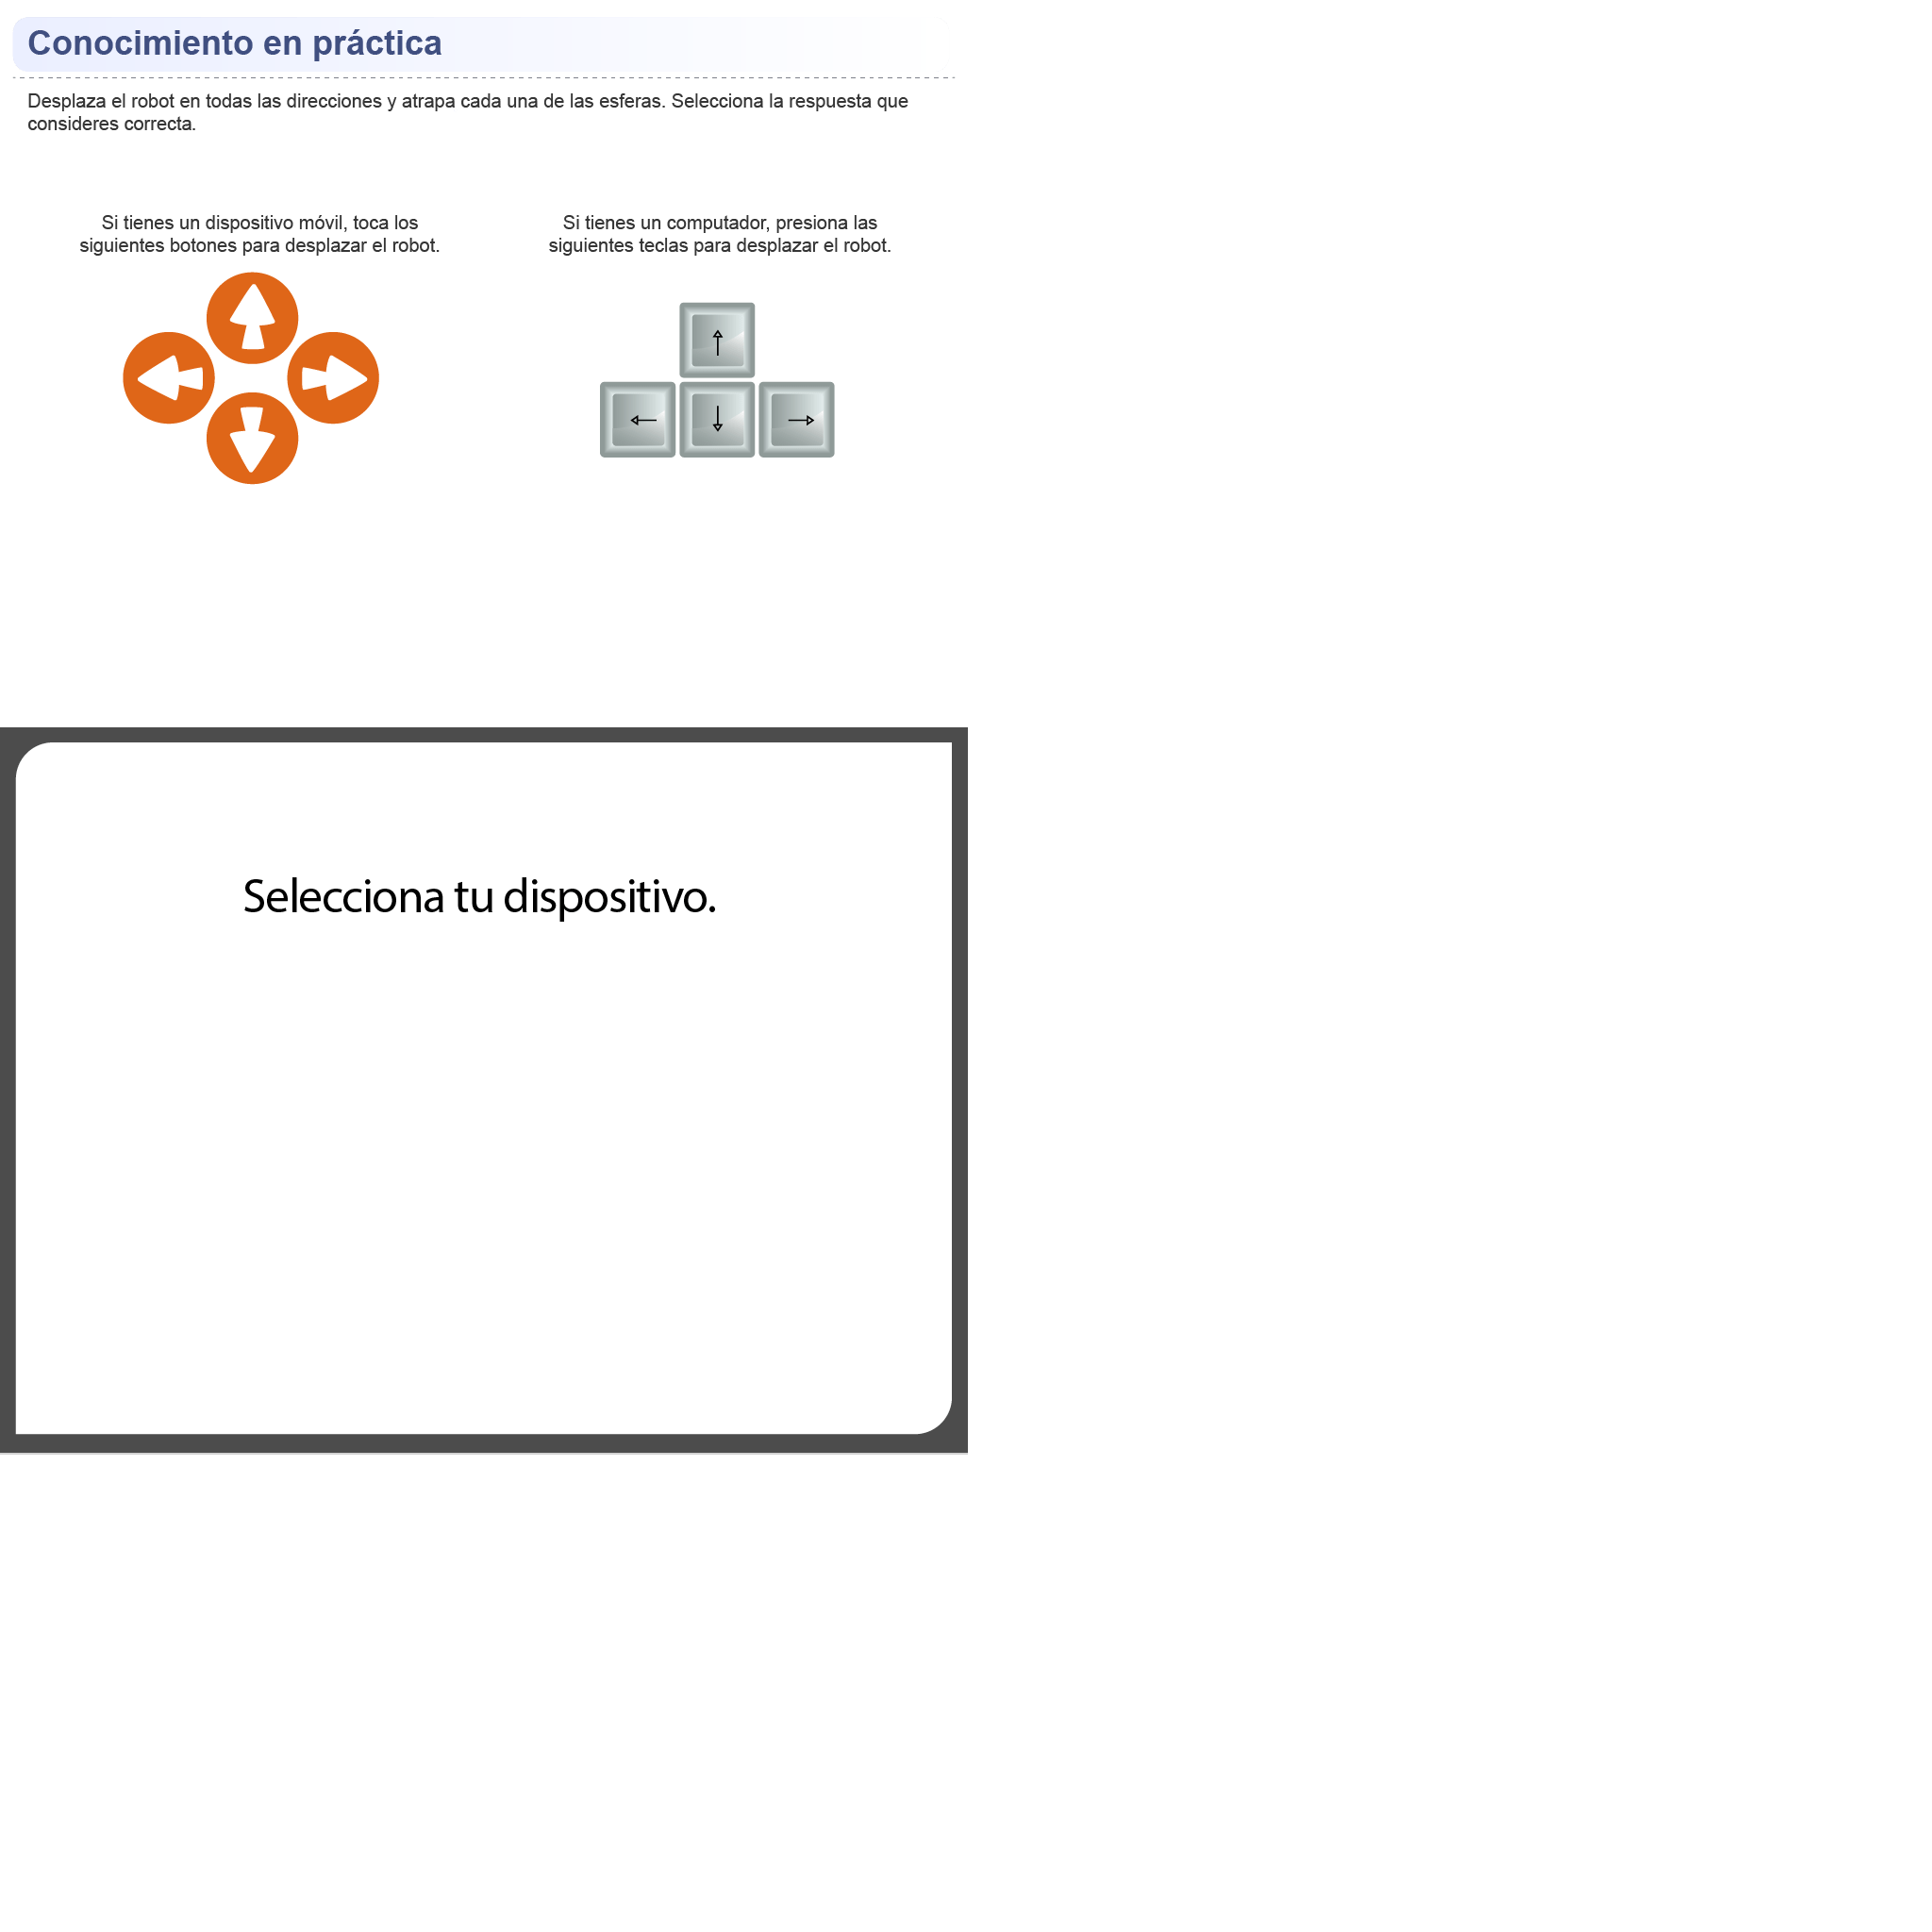 Conocimiento en práctica
Desplaza el robot en todas las direcciones y atrapa cada una de las esferas. Selecciona la respuesta que
consideres correcta.
Si tienes un dispositivo móvil, toca los
siguientes botones para desplazar el robot.
Si tienes un computador, presiona las
siguientes teclas para desplazar el robot.
Selecciona tu dispositivo.